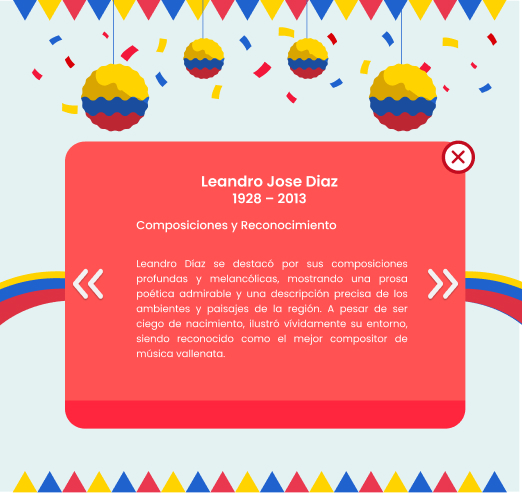 Leandro Jose Diaz
1928 – 2013
Composiciones y Reconocimiento
Leandro Díaz se destacó por sus composiciones
profundas y melancólicas, mostrando una prosa
poética admirable y una descripción precisa de los
ambientes y paisajes de la región. A pesar de ser
ciego de nacimiento, ilustró vívidamente su entorno,
siendo reconocido como el mejor compositor de
música vallenata.